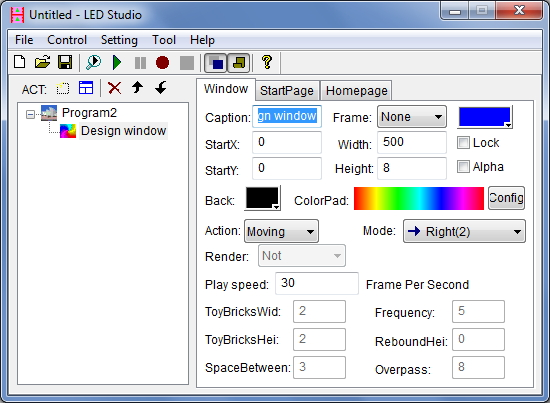 Untitled - LED Studio
File Control Setting Tool Help
ACT:
Program2
Design window
Window StartPage Homepage
Caption: gn window Frame: None
StartX: 0 Width: 500 Lock
StartY: 0 Height: 8 Alpha
Back: ColorPad: Config
Action: Moving Mode: Right(2)
Render: Not
Play speed: 30 Frame Per Second
ToyBricksWid: 2 Frequency: 5
ToyBricksHei: 2 ReboundHei: 0
SpaceBetween: 3 Overpass: 8